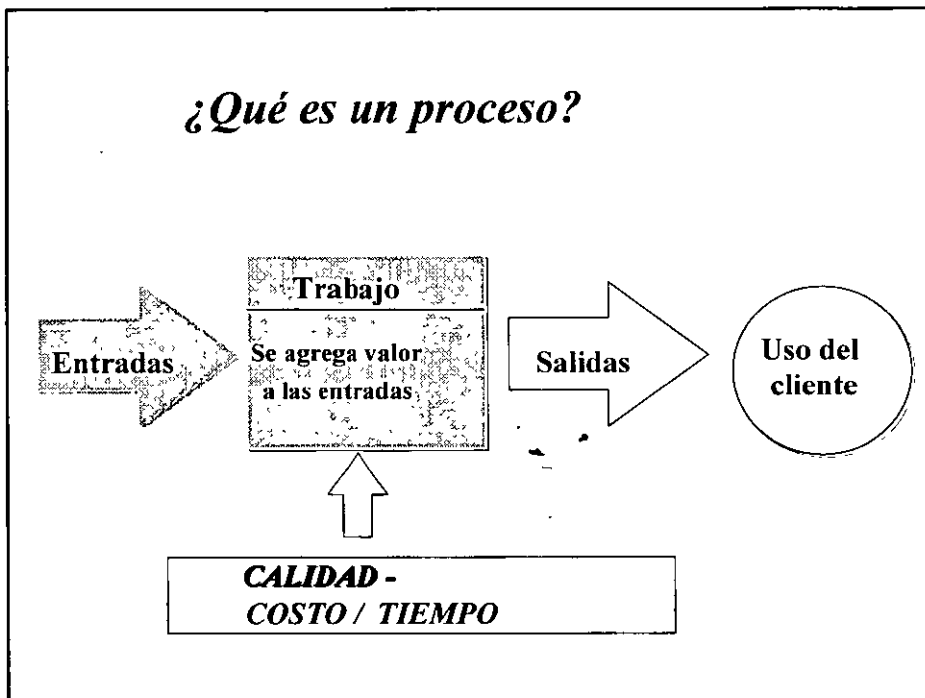 ¿Qué es un proceso?
Entradas
Trabajo
Se agrega valor
a las entradas
Salidas
Uso del
cliente
CALIDAD -
COSTO / TIEMPO